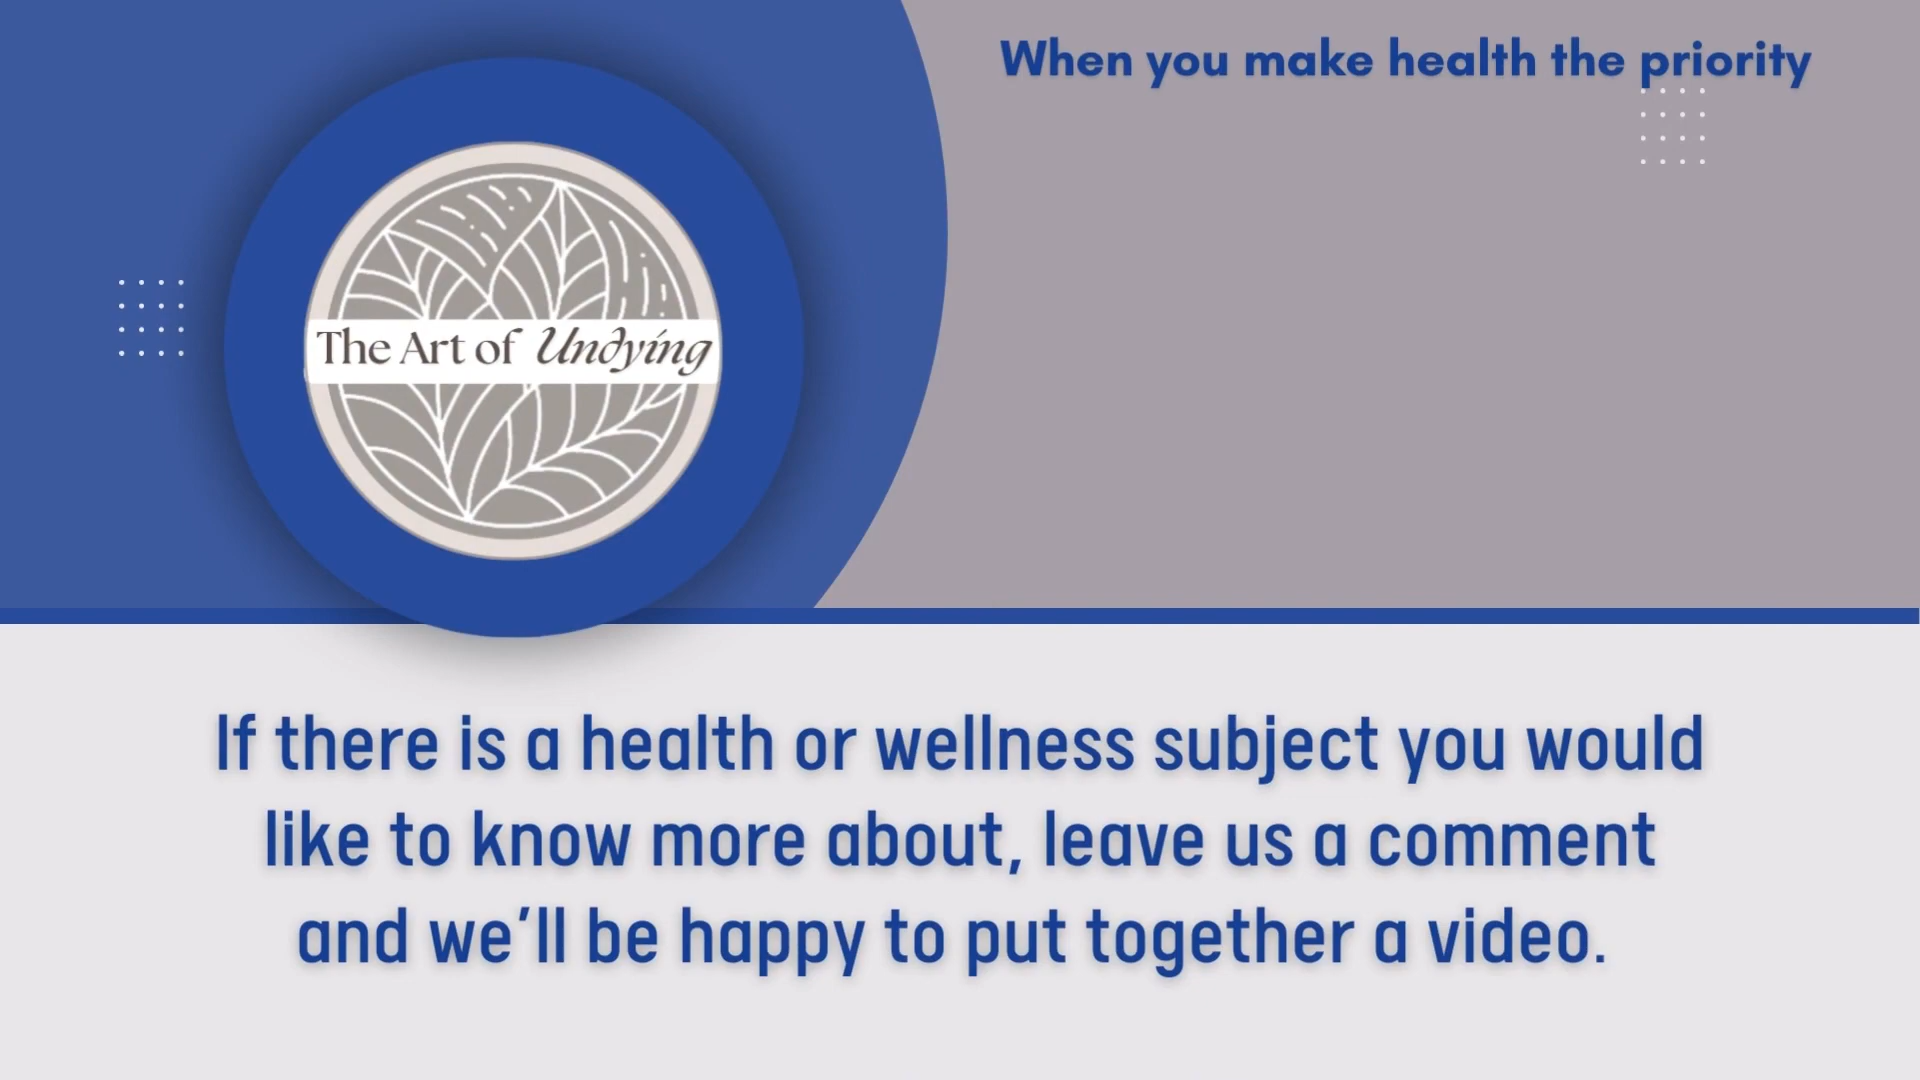 When you make health the priority
The Art of Undying
If there is a health or wellness subject you would
like to know more about, leave us a comment
and we’ll be happy to put together a video.